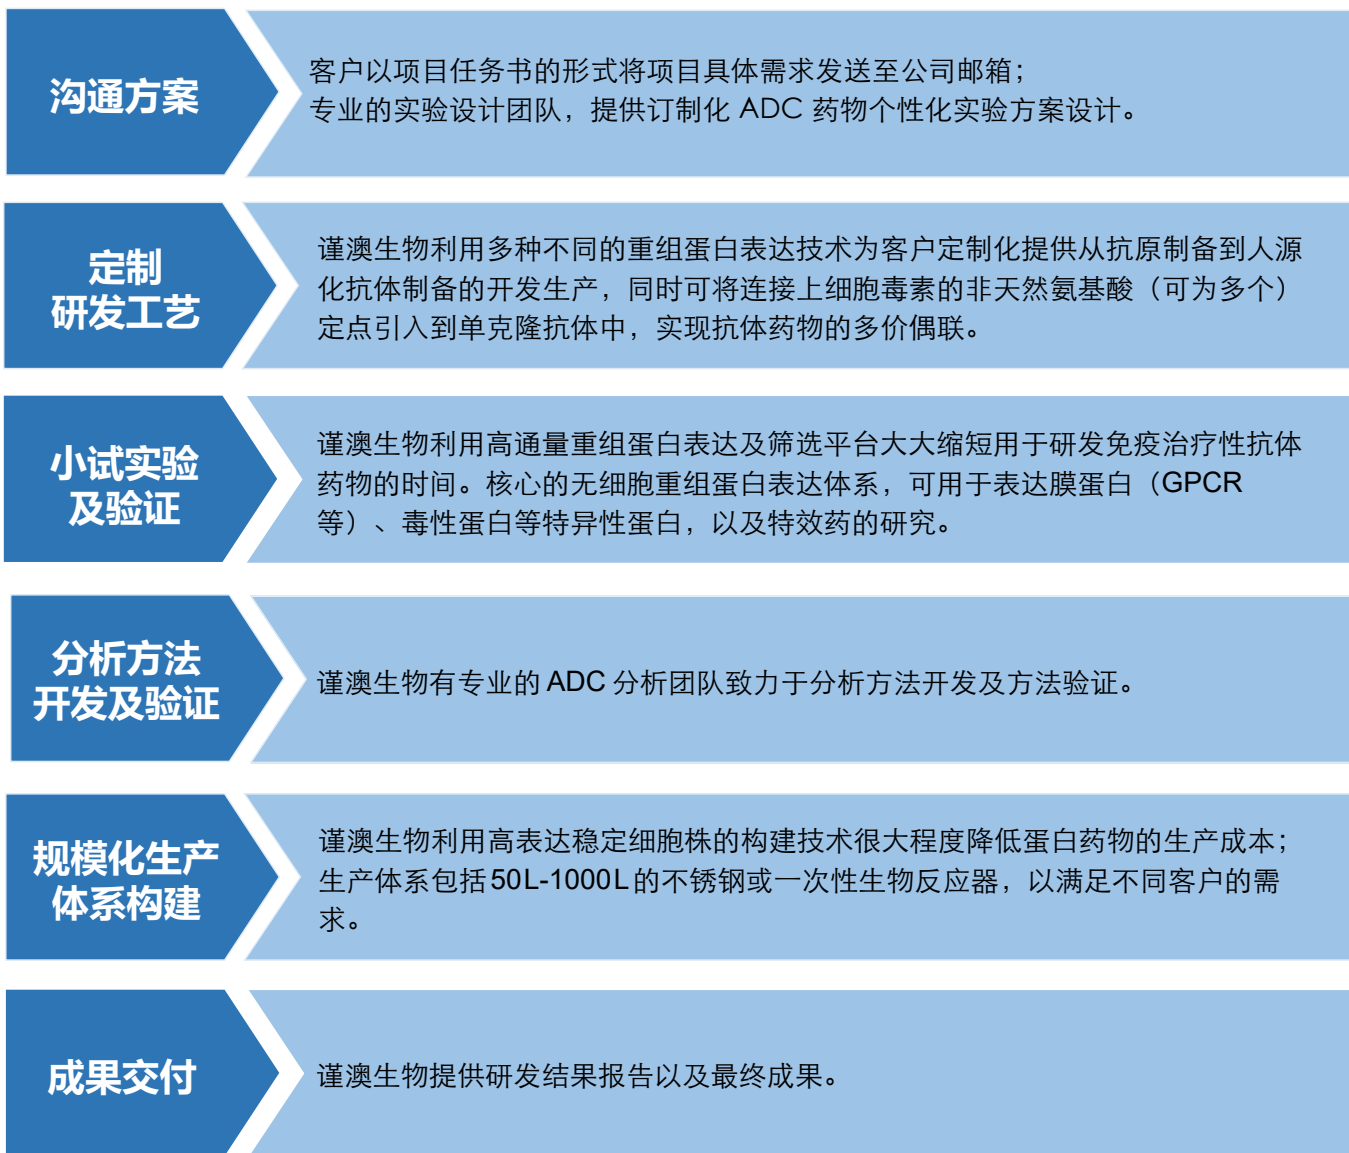 沟通方案
客户以项目任务书的形式将项目具体需求发送至公司邮箱；
专业的实验设计团队，提供订制化 ADC 药物个性化实验方案设计。
定制
研发工艺
谨澳生物利用多种不同的重组蛋白表达技术为客户定制化提供从抗原制备到人源
化抗体制备的开发生产，同时可将连接上细胞毒素的非天然氨基酸（可为多个）
定点引入到单克隆抗体中，实现抗体药物的多价偶联。
小试实验
及验证
谨澳生物利用高通量重组蛋白表达及筛选平台大大缩短用于研发免疫治疗性抗体
药物的时间。核心的无细胞重组蛋白表达体系，可用于表达膜蛋白（GPCR
等）、毒性蛋白等特异性蛋白，以及特效药的研究。
分析方法
开发及验证
谨澳生物有专业的 ADC 分析团队致力于分析方法开发及方法验证。
规模化生产
体系构建
谨澳生物利用高表达稳定细胞株的构建技术很大程度降低蛋白药物的生产成本；
生产体系包括 50L-1000L 的不锈钢或一次性生物反应器，以满足不同客户的需
求。
成果交付
谨澳生物提供研发结果报告以及最终成果。